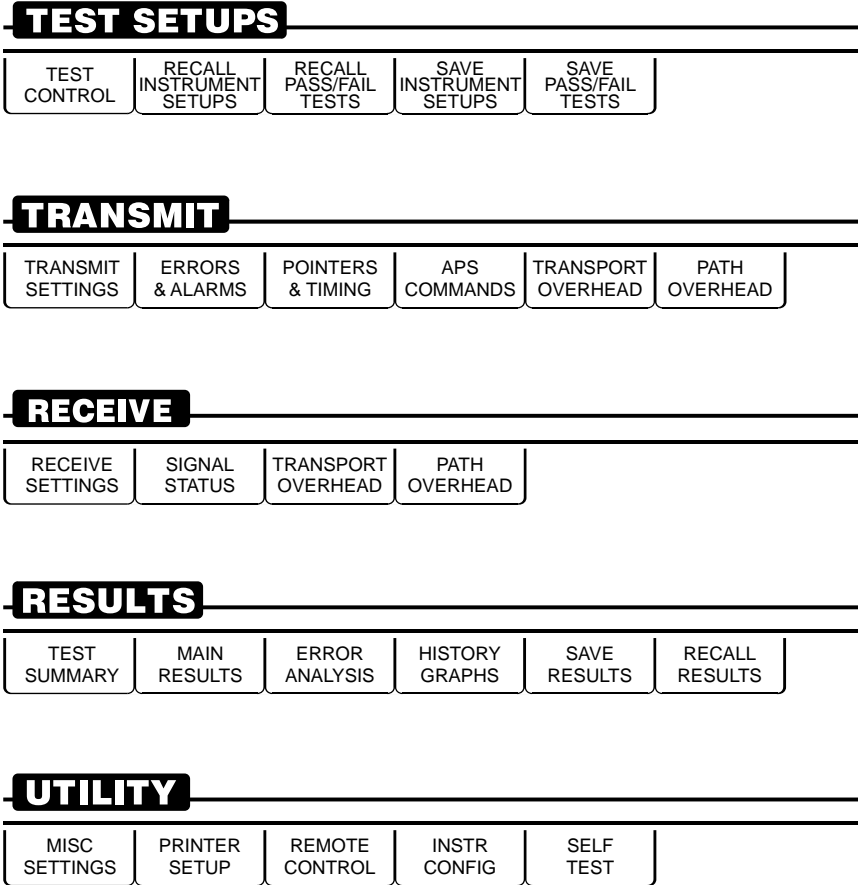 TEST SETUPS
TEST CONTROL
RECALL INSTRUMENT SETUPS
RECALL PASS/FAIL TESTS
SAVE INSTRUMENT SETUPS
SAVE PASS/FAIL TESTS
TRANSMIT
TRANSMIT SETTINGS
ERRORS & ALARMS
POINTERS & TIMING
APS COMMANDS
TRANSPORT OVERHEAD
PATH OVERHEAD
RECEIVE
RECEIVE SETTINGS
SIGNAL STATUS
TRANSPORT OVERHEAD
PATH OVERHEAD
RESULTS
TEST SUMMARY
MAIN RESULTS
ERROR ANALYSIS
HISTORY GRAPHS
SAVE RESULTS
RECALL RESULTS
UTILITY
MISC SETTINGS
PRINTER SETUP
REMOTE CONTROL
INSTR CONFIG
SELF TEST